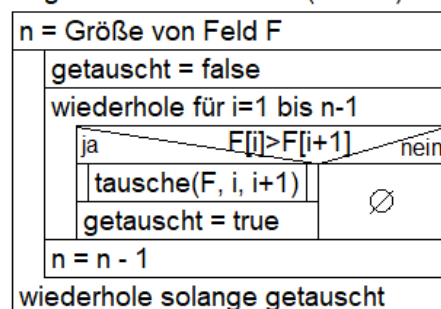 n = Größe von Feld F
getauscht = false
wiederhole für i=1 bis n-1
ja F[i]>F[i+1] nein
tausche(F, i, i+1)
∅
getauscht = true
n = n - 1
wiederhole solange getauscht